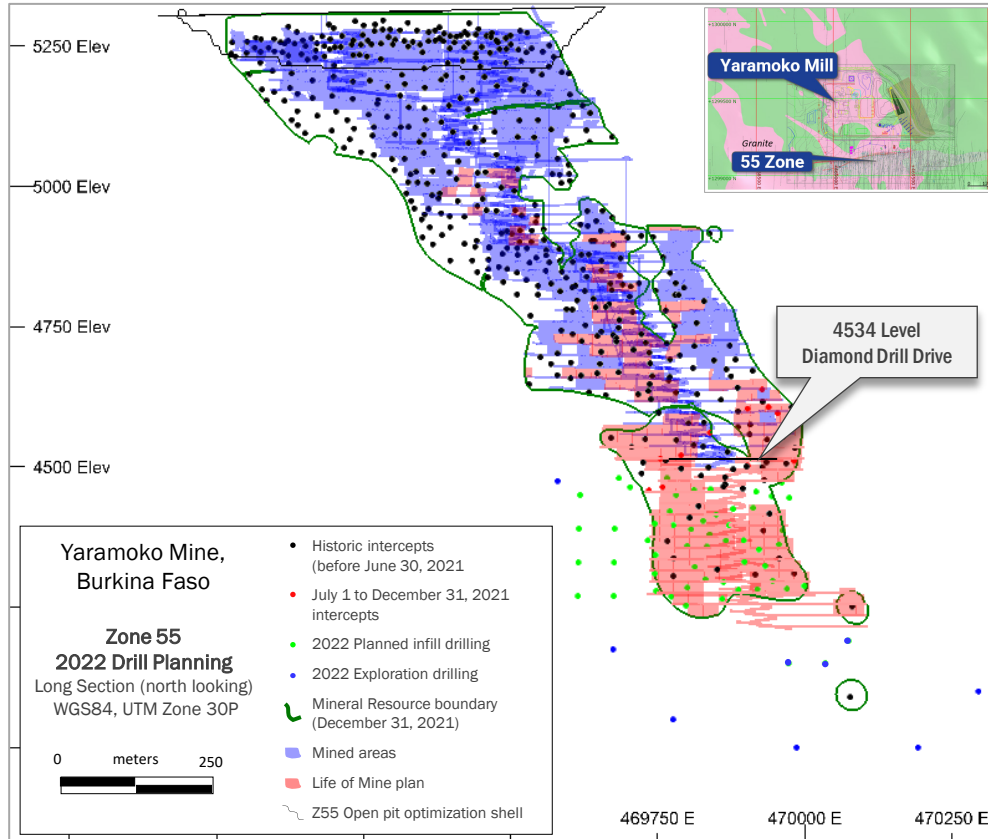 5250 Elev
5000 Elev
4750 Elev
4500 Elev
Yaramoko Mill
Granite
55 Zone
4534 Level
Diamond Drill Drive
Yaramoko Mine,
Burkina Faso
Zone 55
2022 Drill Planning
Long Section (north looking)
WGS84, UTM Zone 30P
0 meters 250
Historic intercepts
(before June 30, 2021
July 1 to December 31, 2021
intercepts
2022 Planned infill drilling
2022 Exploration drilling
Mineral Resource boundary
(December 31, 2021)
Mined areas
Life of Mine plan
Z55 Open pit optimization shell
469750 E
470000 E
470250 E